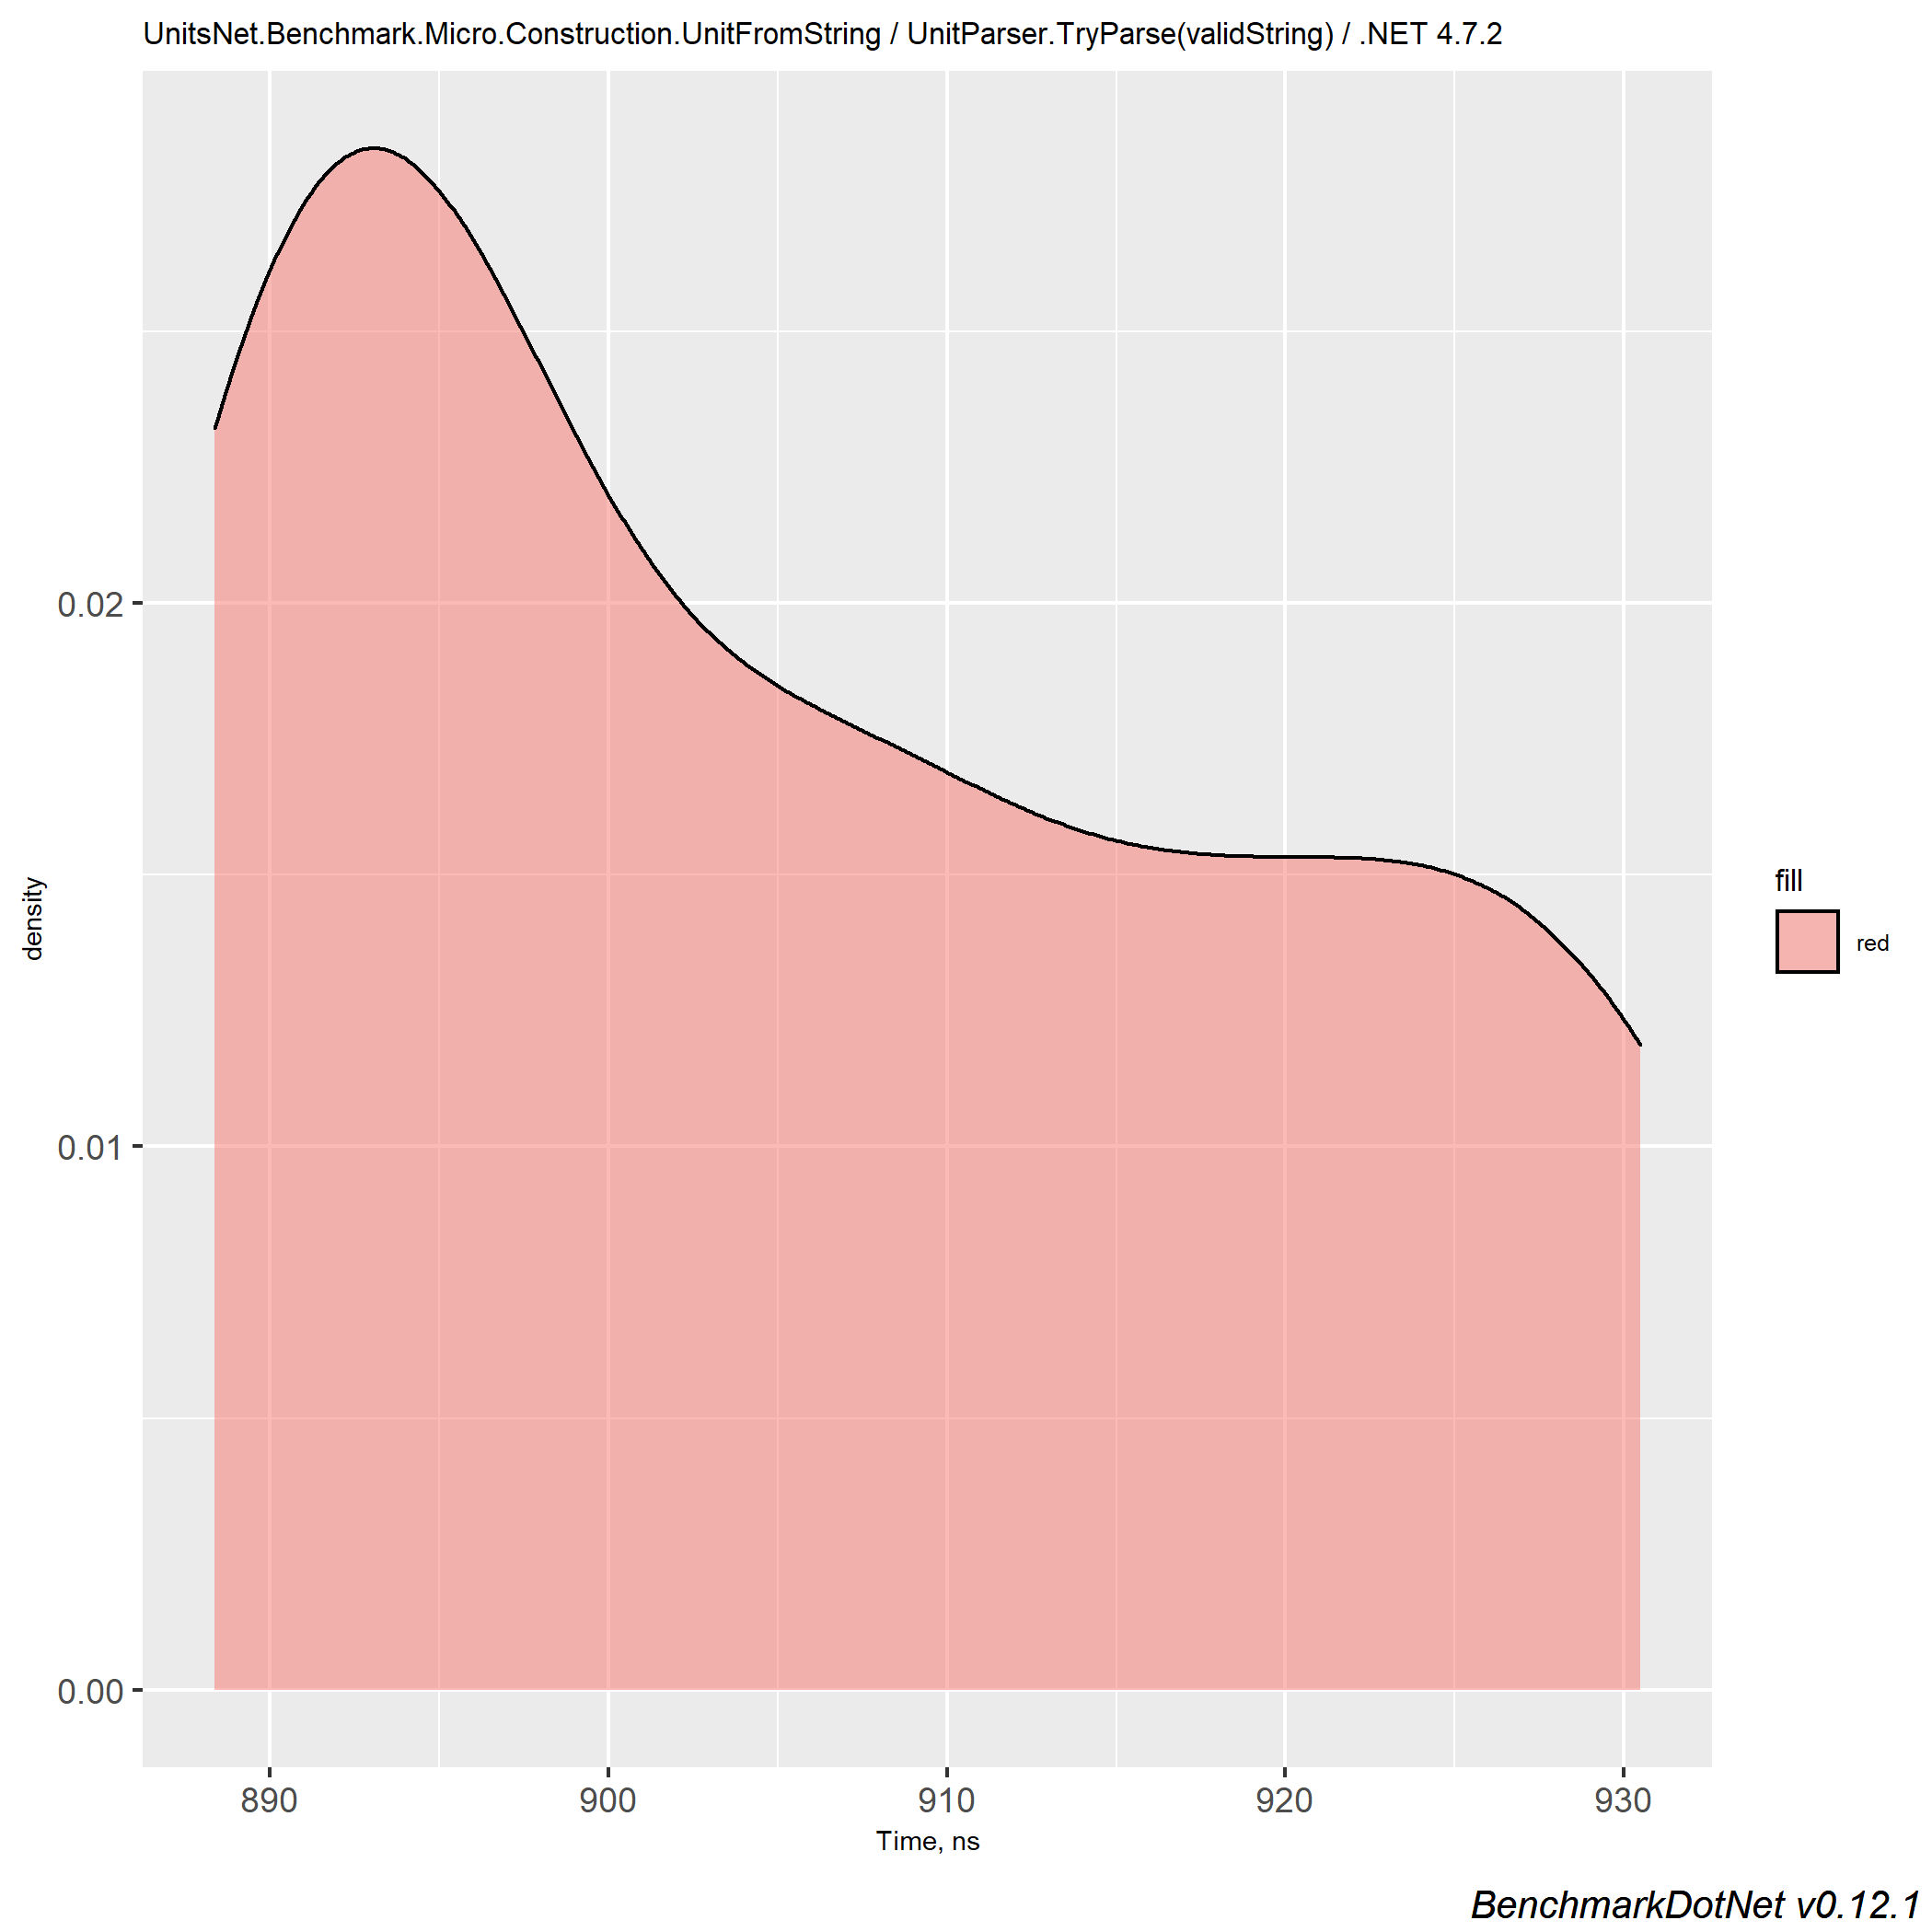 UnitsNet.Benchmark.Micro.Construction.UnitFromString / UnitParser.TryParse(validString) / .NET 4.7.2
0.02
0.01
0.00
density
890 900 910 920 930
Time, ns
fill
red
BenchmarkDotNet v0.12.1